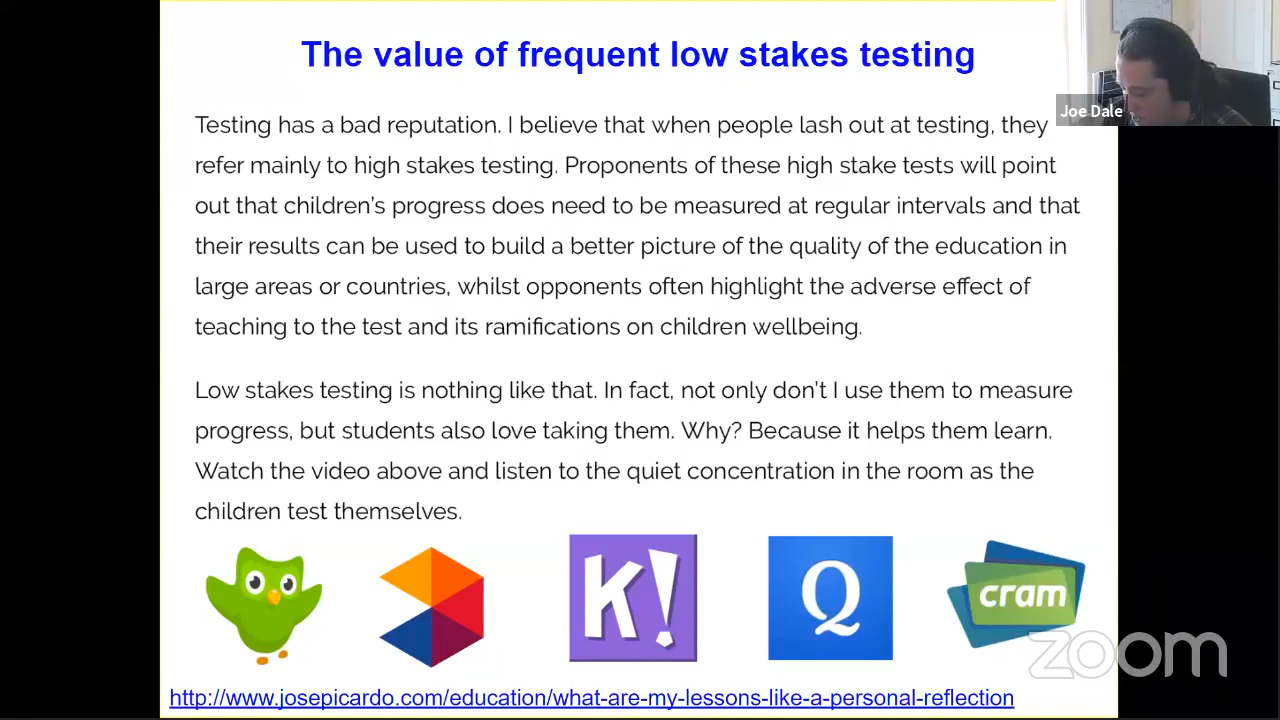 The value of frequent low stakes testing
Joe Dale
Testing has a bad reputation. I believe that when people lash out at testing, they
refer mainly to high stakes testing. Proponents of these high stake tests will point
out that children's progress does need to be measured at regular intervals and that
their results can be used to build a better picture of the quality of the education in
large areas or countries, whilst opponents often highlight the adverse effect of
teaching to the test and its ramifications on children wellbeing.
Low stakes testing is nothing like that. In fact, not only don't I use them to measure
progress, but students also love taking them. Why? Because it helps them learn.
Watch the video above and listen to the quiet concentration in the room as the
children test themselves.
K!
Q
cram
zoom
http://www.josepicardo.com/education/what-are-my-lessons-like-a-personal-reflection